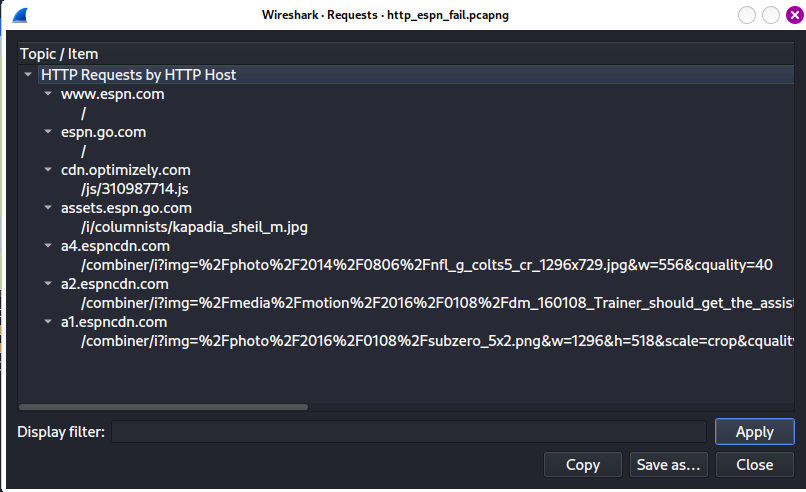 Wireshark · Requests · http_espn_fail.pcapng
Topic / Item
HTTP Requests by HTTP Host
www.espn.com
/
espn.go.com
/
cdn.optimizely.com
/js/310987714.js
assets.espn.go.com
/i/columnists/kapadia_sheil_m.jpg
a4.espncdn.com
/combiner/i?img=%2Fphoto%2F2014%2F0806%2Fnfl_g_colts5_cr_1296x729.jpg&w=556&cquality=40
a2.espncdn.com
/combiner/i?img=%2Fmedia%2Fmotion%2F2016%2F0108%2Fdm_160108_Trainer_should_get_the_assist
a1.espncdn.com
/combiner/i?img=%2Fphoto%2F2016%2F0108%2Fsubzero_5x2.png&w=1296&h=518&scale=crop&cquality
Display filter:
Apply
Copy
Save as…
Close